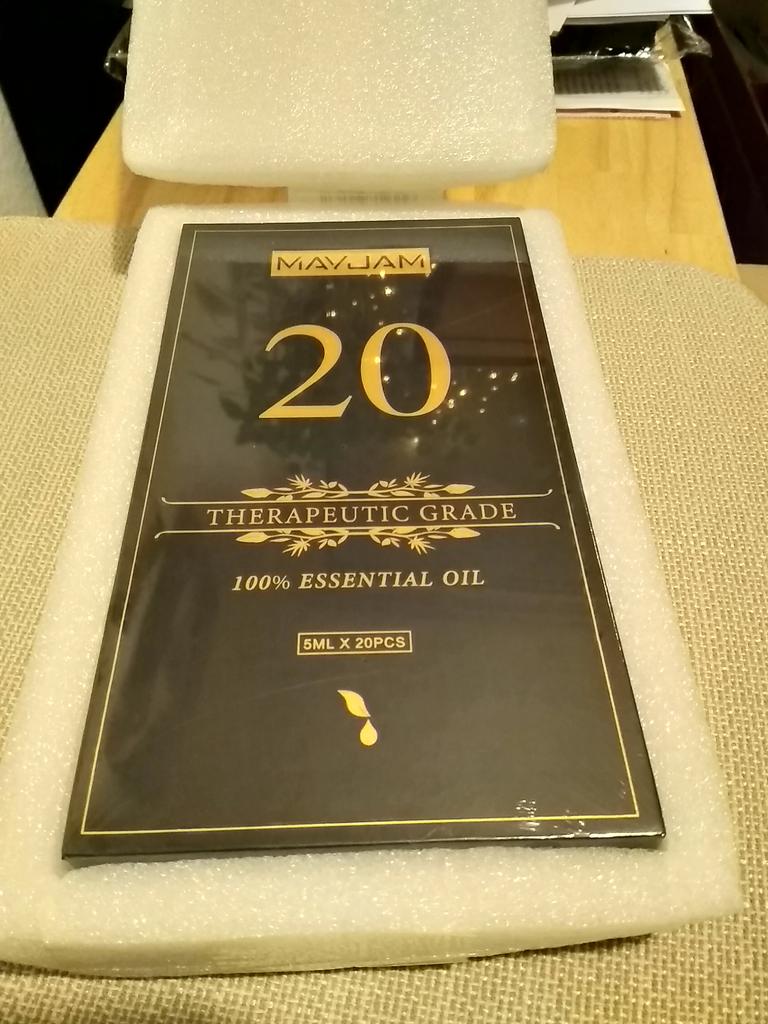 MAYJAM
20
THERAPEUTIC GRADE
100% ESSENTIAL OIL
5ML X 20PCS